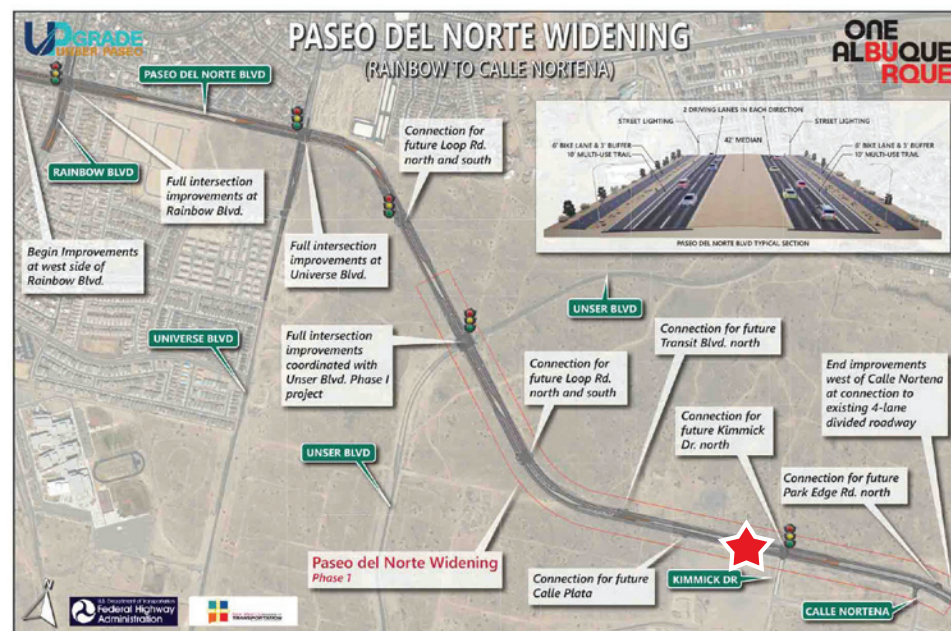 UPGRADE
UNSER PASEO
PASEO DEL NORTE WIDENING
(RAINBOW TO CALLE NORTENA)
ONE
ALBUQUE
RQUE
PASEO DEL NORTE BLVD
2 DRIVING LANES IN EACH DIRECTION
STREET LIGHTING
42' MEDIAN
STREET LIGHTING
6' BIKE LANE & 3' BUFFER
10' MULTI-USE TRAIL
6' BIKE LANE & 3' BUFFER
10' MULTI-USE TRAIL
PASEO DEL NORTE BLVD TYPICAL SECTION
Connection for
future Loop Rd.
north and south
RAINBOW BLVD
Full intersection
improvements at
Rainbow Blvd.
Begin Improvements
at west side of
Rainbow Blvd.
Full intersection
improvements at
Universe Blvd.
UNSER BLVD
UNIVERSE BLVD
Full intersection
improvements
coordinated with
Unser Blvd. Phase I
project
Connection for
future Loop Rd.
north and south
Connection for future
Transit Blvd. north
End improvements
west of Calle Nortena
at connection to
existing 4-lane
divided roadway
Connection for
future Kimmick
Dr. north
UNSER BLVD
Connection for future
Park Edge Rd. north
Paseo del Norte Widening
Phase 1
Connection for future
Calle Plata
KIMMICK DR
CALLE NORTENA
N
U.S. Department of Transportation
Federal Highway
Administration
TRANSPORTATION